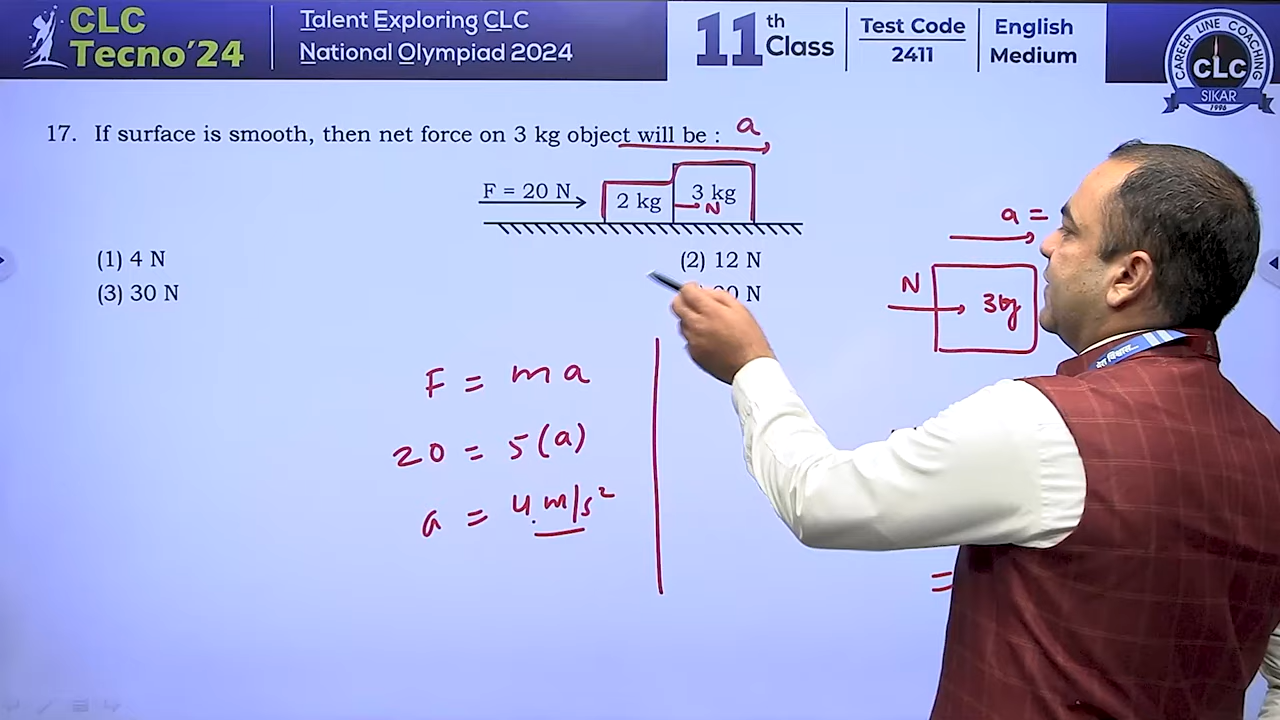 CLC
Tecno'24
Talent Exploring CLC
National Olympiad 2024
11th Class
Test Code
2411
English
Medium
CAREER LINE COACHING
CLC
SIKAR
1996
17. If surface is smooth, then net force on 3 kg object will be :
a
F = 20 N
2 kg
3 kg
N
(1) 4 N
(2) 12 N
(3) 30 N
N
a =
N
3kg
F = ma
20 = 5(a)
a = 4 m/s²
=